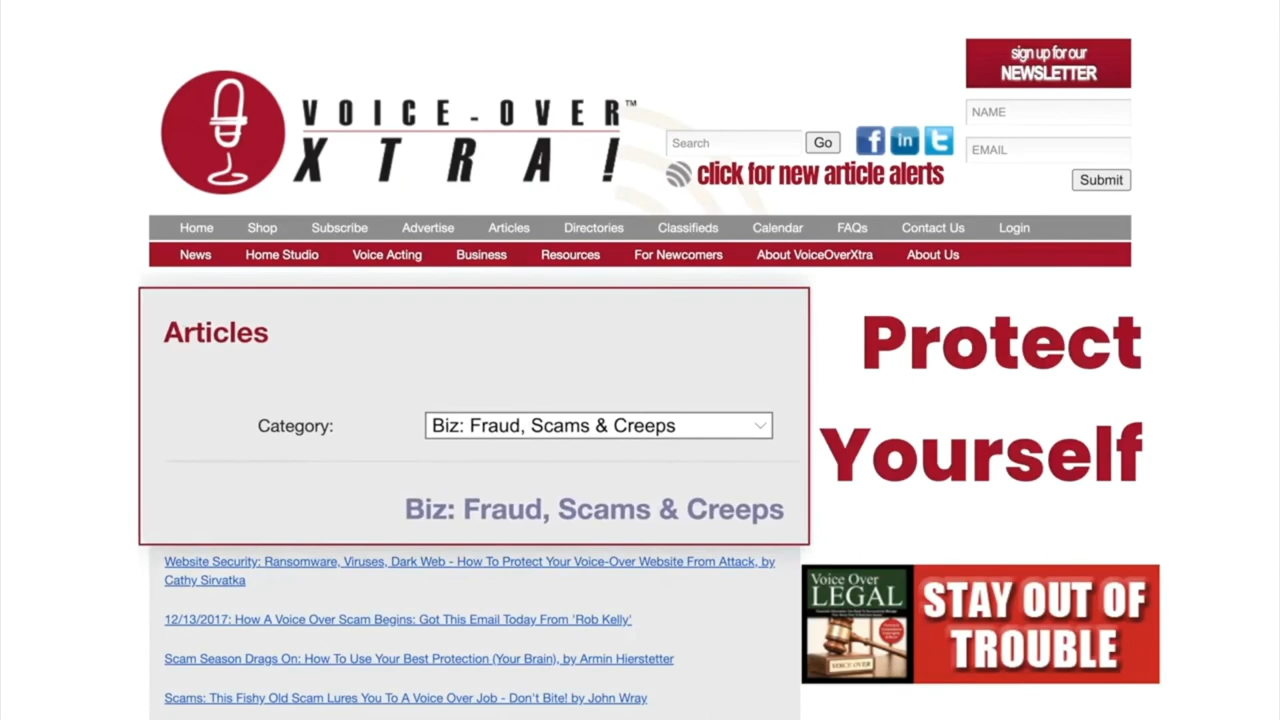 sign up for our
NEWSLETTER
VOICE-OVER™
XTRA!
NAME
Search
Go
f
in
t
EMAIL
click for new article alerts
Submit
Home Shop Subscribe Advertise Articles Directories Classifieds Calendar FAQs Contact Us Login
News Home Studio Voice Acting Business Resources For Newcomers About VoiceOverXtra About Us
Articles
Category:
Biz: Fraud, Scams & Creeps
Biz: Fraud, Scams & Creeps
Protect
Yourself
Website Security: Ransomware, Viruses, Dark Web - How To Protect Your Voice-Over Website From Attack, by
Cathy Sirvatka
12/13/2017: How A Voice Over Scam Begins: Got This Email Today From 'Rob Kelly'
Scam Season Drags On: How To Use Your Best Protection (Your Brain), by Armin Hierstetter
Scams: This Fishy Old Scam Lures You To A Voice Over Job - Don't Bite! by John Wray
Voice Over
LEGAL
VOICE OVER
STAY OUT OF
TROUBLE